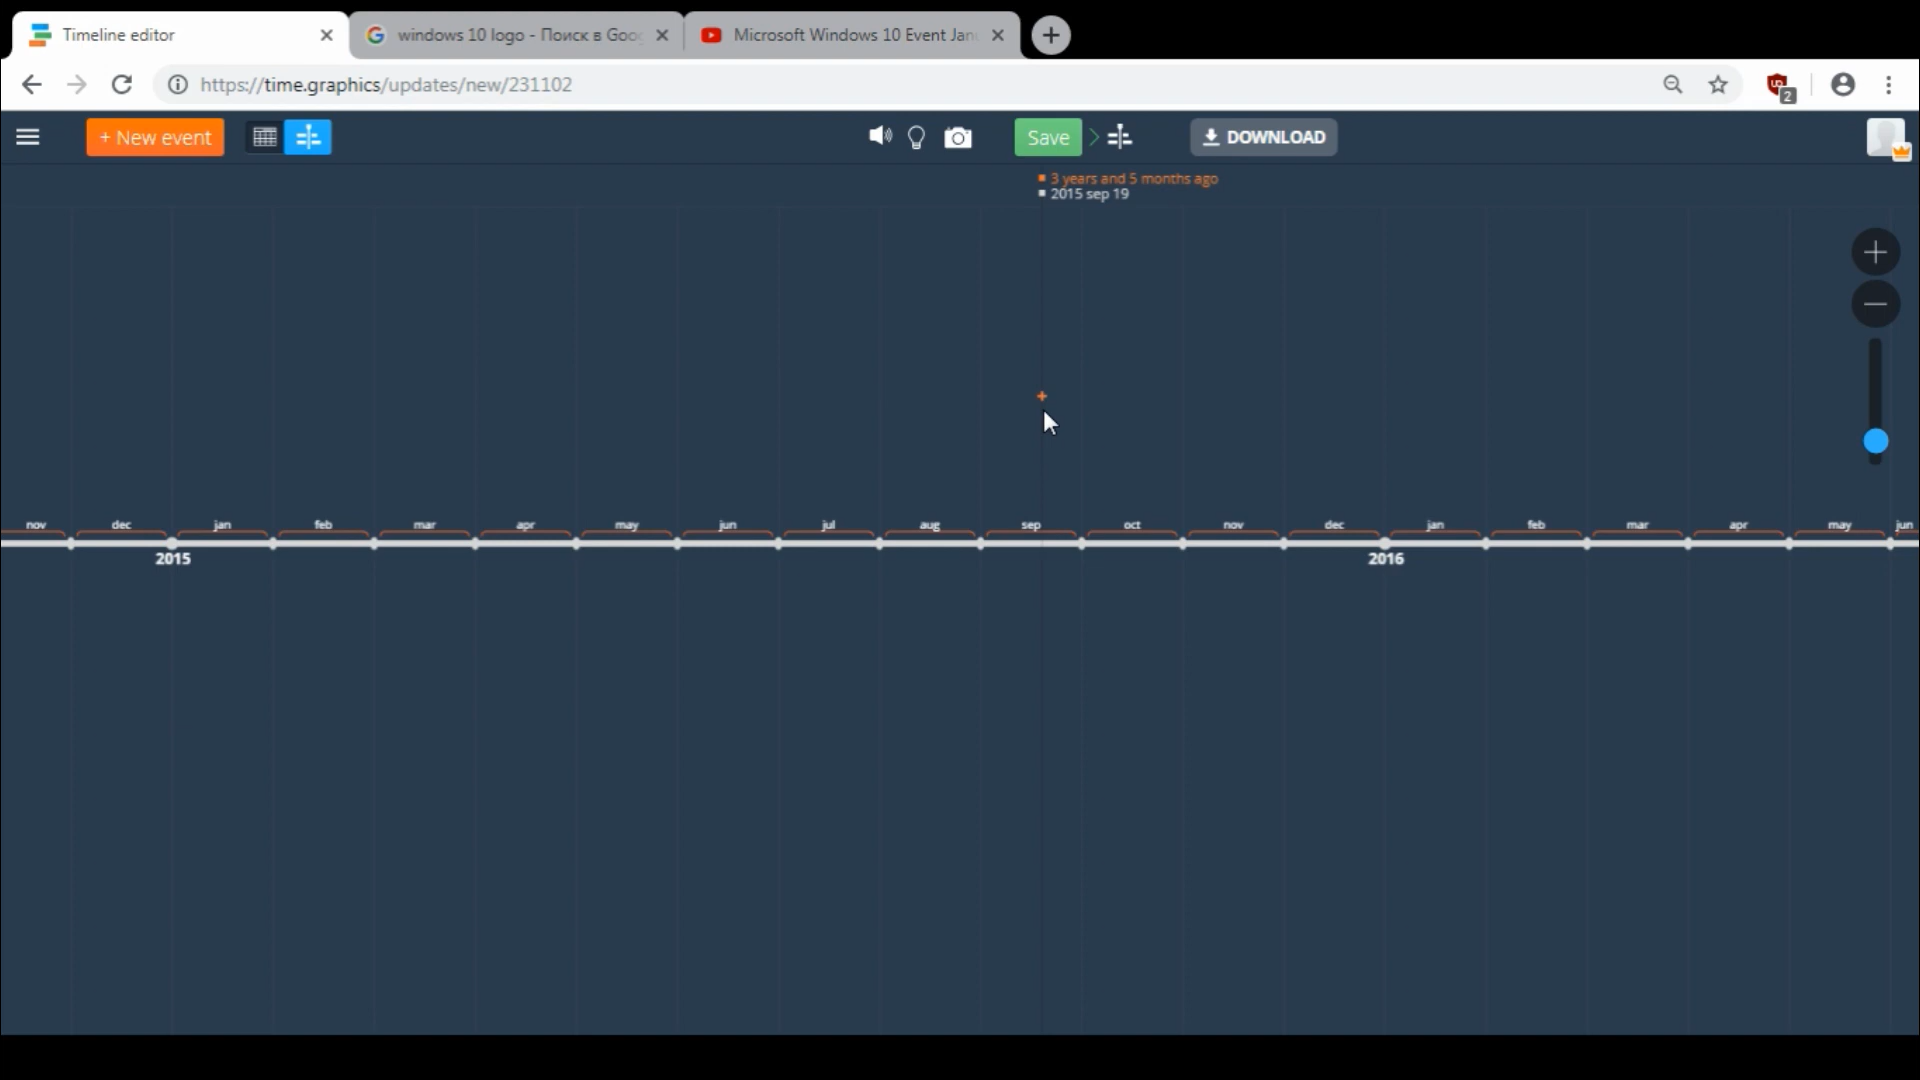 Timeline editor
windows 10 logo - Поиск в Goo
Microsoft Windows 10 Event Jan
https://time.graphics/updates/new/231102
2
+ New event
Save
DOWNLOAD
3 years and 5 months ago
2015 sep 19
nov dec jan feb mar apr may jun jul aug sep oct nov dec jan feb mar apr may jun
2015 2016